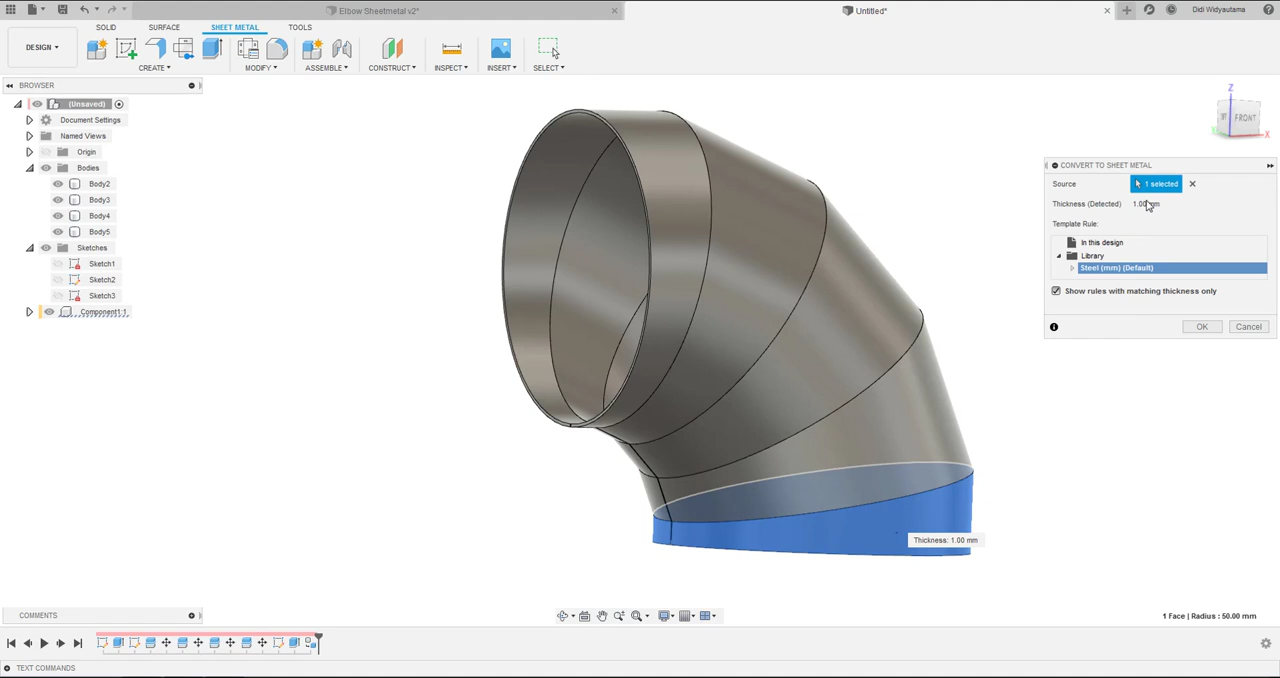 Elbow Sheetmetal v2*
Untitled*
Didi Widyautama
SOLID
SURFACE
SHEET METAL
TOOLS
DESIGN
CREATE
MODIFY
ASSEMBLE
CONSTRUCT
INSPECT
INSERT
SELECT
BROWSER
(Unsaved)
Document Settings
Named Views
Origin
Bodies
Body2
Body3
Body4
Body5
Sketches
Sketch1
Sketch2
Sketch3
Component1:1
Z
FRONT
X
CONVERT TO SHEET METAL
Source
1 selected
Thickness (Detected)
1.00 mm
Template Rule:
In this design
Library
Steel (mm) (Default)
Show rules with matching thickness only
OK
Cancel
Thickness: 1.00 mm
COMMENTS
1 Face | Radius : 50.00 mm
TEXT COMMANDS